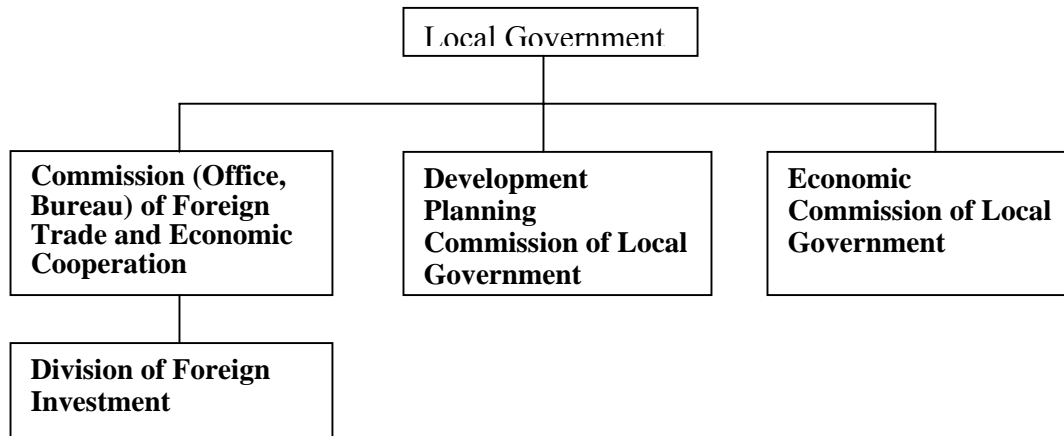 Local Government
Commission (Office,
Bureau) of Foreign
Trade and Economic
Cooperation
Development
Planning
Commission of Local
Government
Economic
Commission of Local
Government
Division of Foreign
Investment